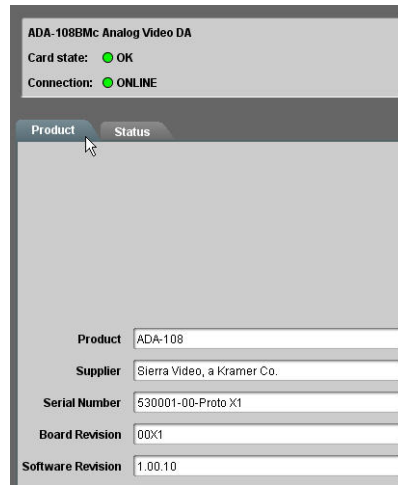 ADA-108BMc Analog Video DA
Card state: OK
Connection: ONLINE
Product Status
Product ADA-108
Supplier Sierra Video, a Kramer Co.
Serial Number 530001-00-Proto X1
Board Revision 00X1
Software Revision 1.00.10